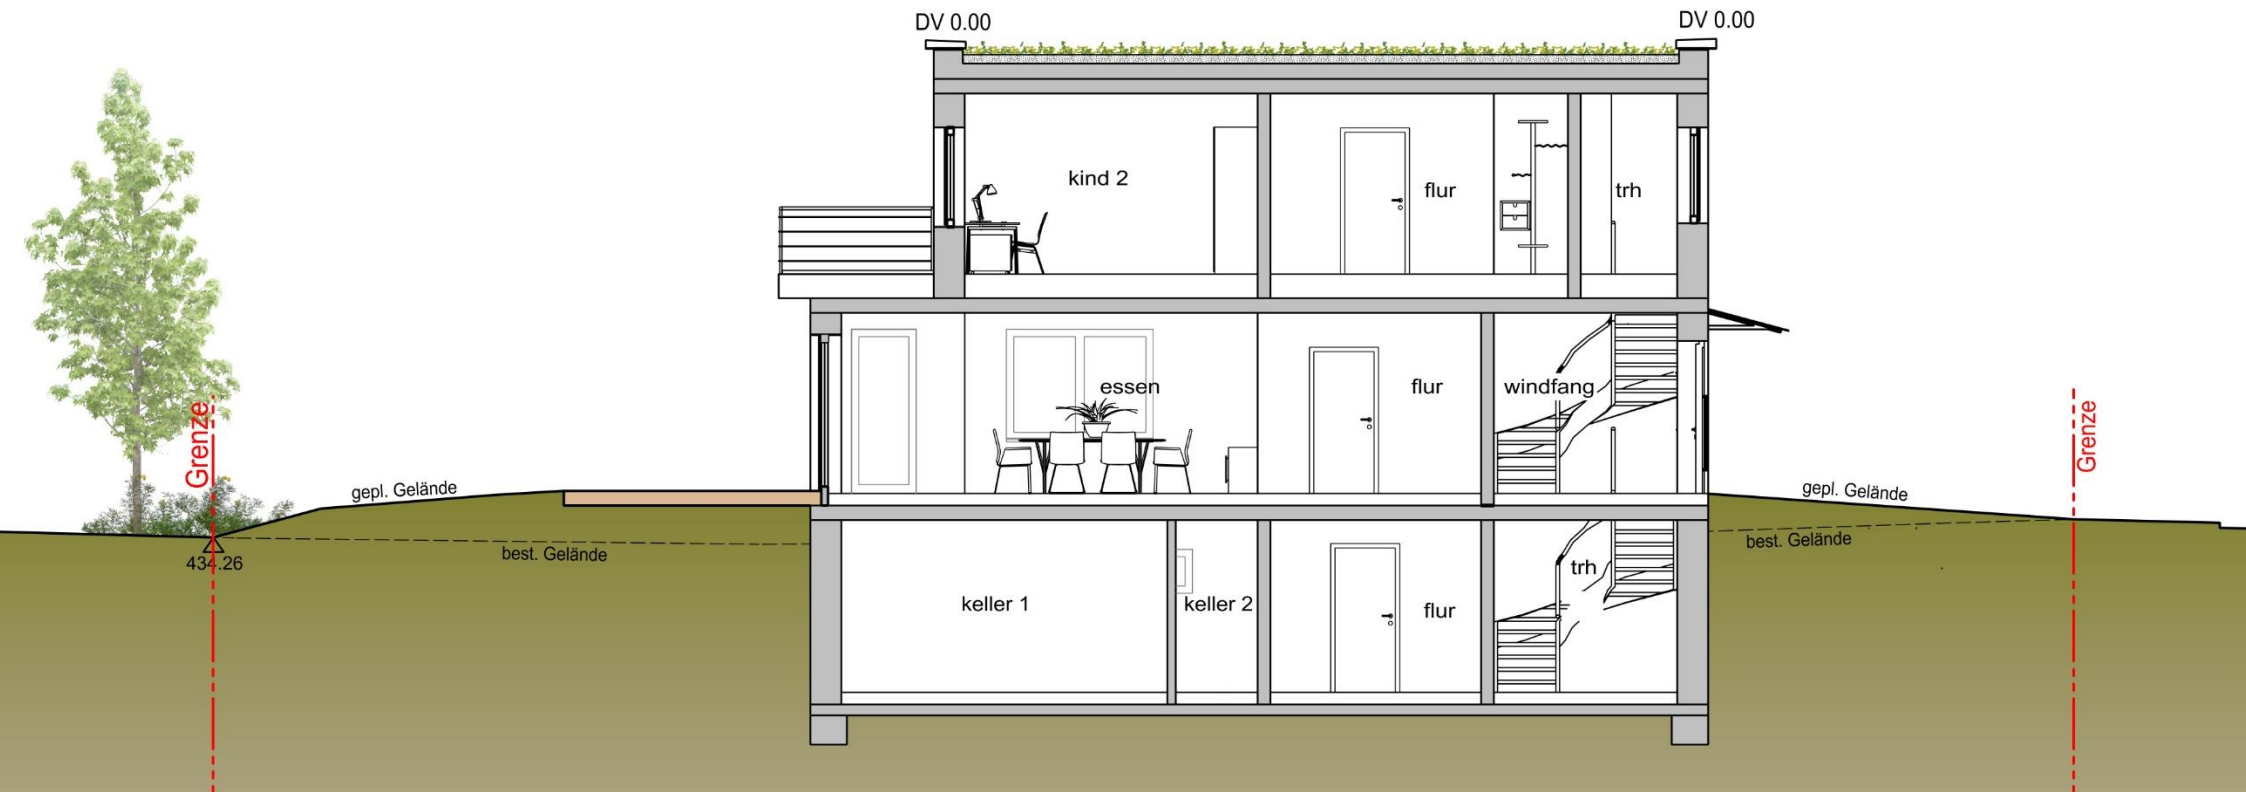 DV 0.00
DV 0.00
kind 2
flur
trh
essen
flur
windfang
Grenze
Grenze
gepl. Gelände
gepl. Gelände
best. Gelände
best. Gelände
434.26
keller 1
keller 2
flur
trh